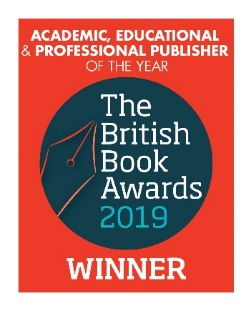 ACADEMIC, EDUCATIONAL
& PROFESSIONAL PUBLISHER
OF THE YEAR
The
British
Book
Awards
2019
WINNER